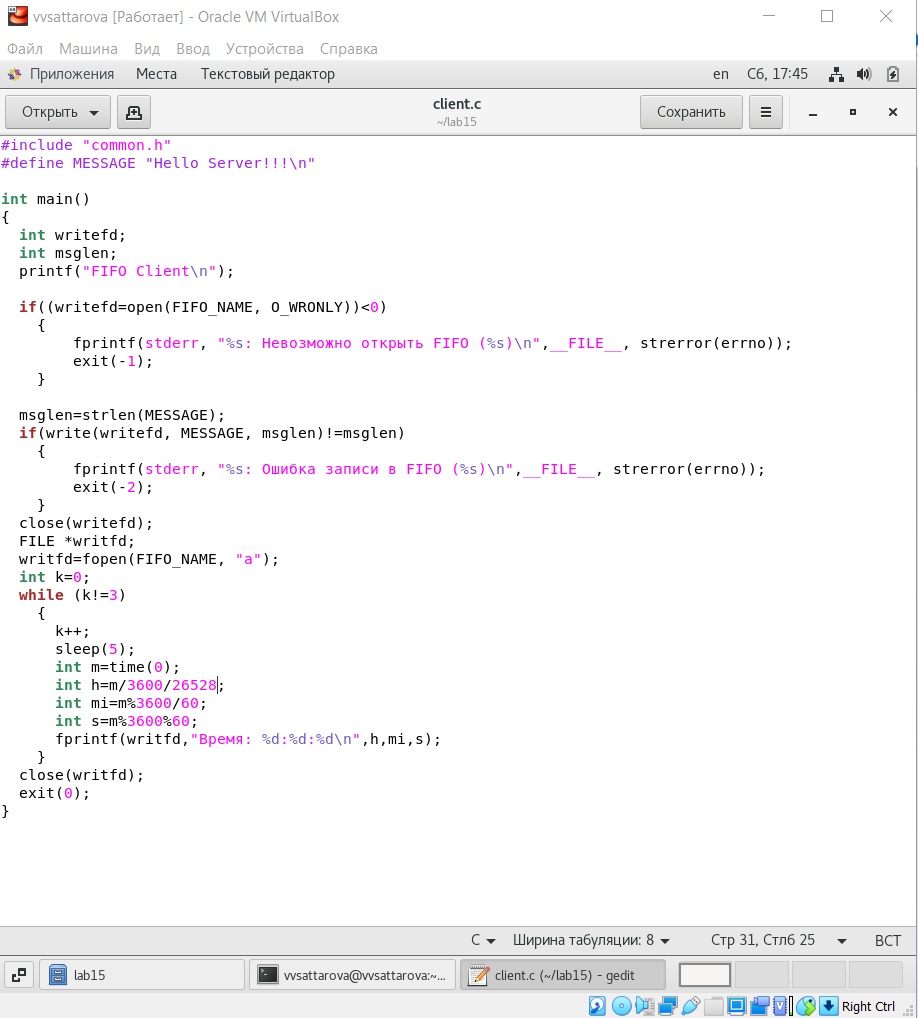 vvsattarova [Работает] - Oracle VM VirtualBox
Файл Машина Вид Ввод Устройства Справка
Приложения Места Текстовый редактор en Сб, 17:45
Открыть client.c Сохранить
~/lab15
#include "common.h"
#define MESSAGE "Hello Server!!!\n"
int main()
{
int writefd;
int msglen;
printf("FIFO Client\n");
if((writefd=open(FIFO_NAME, O_WRONLY))<0)
{
fprintf(stderr, "%s: Невозможно открыть FIFO (%s)\n",__FILE__, strerror(errno));
exit(-1);
}
msglen=strlen(MESSAGE);
if(write(writefd, MESSAGE, msglen)!=msglen)
{
fprintf(stderr, "%s: Ошибка записи в FIFO (%s)\n",__FILE__, strerror(errno));
exit(-2);
}
close(writefd);
FILE *writfd;
writfd=fopen(FIFO_NAME, "a");
int k=0;
while (k!=3)
{
k++;
sleep(5);
int m=time(0);
int h=m/3600/26528;
int mi=m%3600/60;
int s=m%3600%60;
fprintf(writfd,"Время: %d:%d:%d\n",h,mi,s);
}
close(writfd);
exit(0);
}
C Ширина табуляции: 8 Стр 31, Стлб 25 ВСТ
lab15 vvsattarova@vvsattarova:~... client.c (~/lab15) - gedit
Right Ctrl